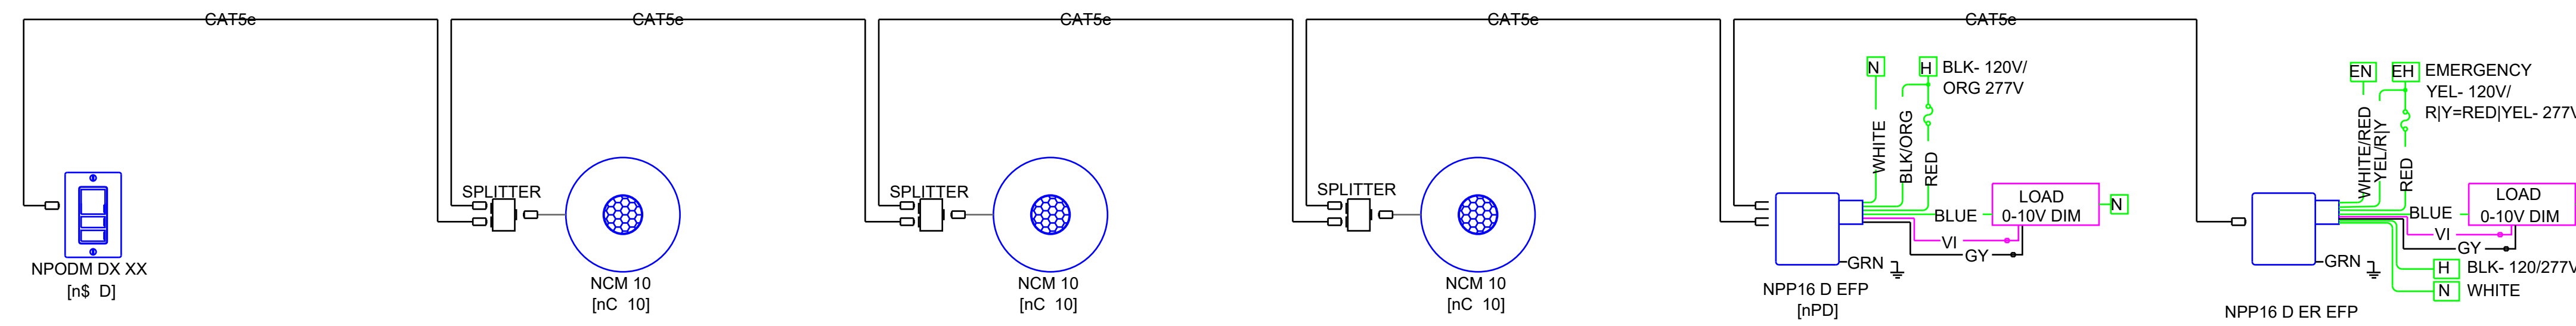 CAT5e
CAT5e
CAT5e
CAT5e
CAT5e
NPODM DX XX
[n$ D]
SPLITTER
NCM 10
[nC 10]
SPLITTER
NCM 10
[nC 10]
SPLITTER
NCM 10
[nC 10]
N
H
BLK- 120V/
ORG 277V
WHITE
BLK/ORG
RED
BLUE
LOAD
0-10V DIM
N
VI
GY
GRN
NPP16 D EFP
[nPD]
EN
EH
EMERGENCY
YEL- 120V/
R|Y=RED|YEL- 277V
WHITE/RED
YEL/R|Y
RED
BLUE
LOAD
0-10V DIM
VI
GY
GRN
H
BLK- 120/277V
N
WHITE
NPP16 D ER EFP